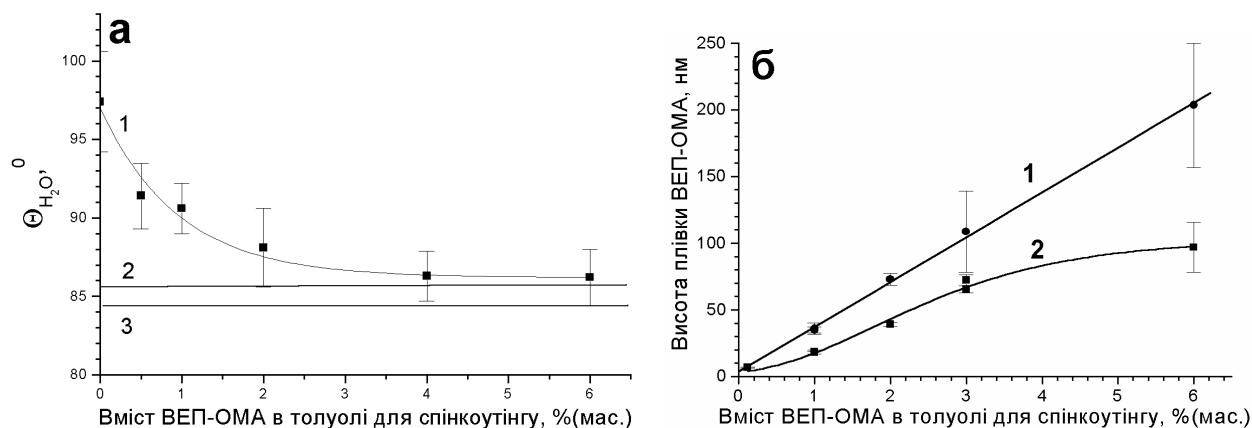 а
100
95
90
85
80
Θ H₂O, 0
1
2
3
0 1 2 3 4 5 6
Вміст ВЕП-ОМА в толуолі для спінкоутінгу, %(мас.)
б
250
200
150
100
50
0
Висота плівки ВЕП-ОМА, нм
1
2
0 1 2 3 4 5 6
Вміст ВЕП-ОМА в толуолі для спінкоутінгу, %(мас.)